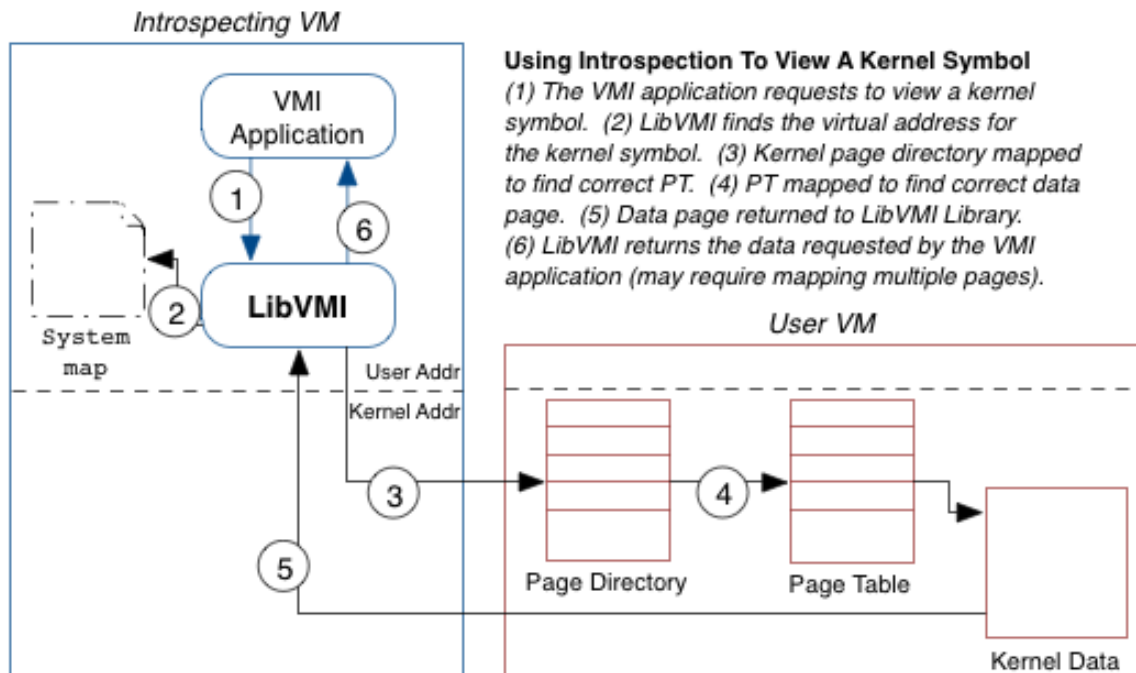 Introspecting VM
VMI
Application
1
6
2
LibVMI
System
map
User Addr
Kernel Addr
Using Introspection To View A Kernel Symbol
(1) The VMI application requests to view a kernel
symbol. (2) LibVMI finds the virtual address for
the kernel symbol. (3) Kernel page directory mapped
to find correct PT. (4) PT mapped to find correct data
page. (5) Data page returned to LibVMI Library.
(6) LibVMI returns the data requested by the VMI
application (may require mapping multiple pages).
User VM
3
4
5
Page Directory
Page Table
Kernel Data